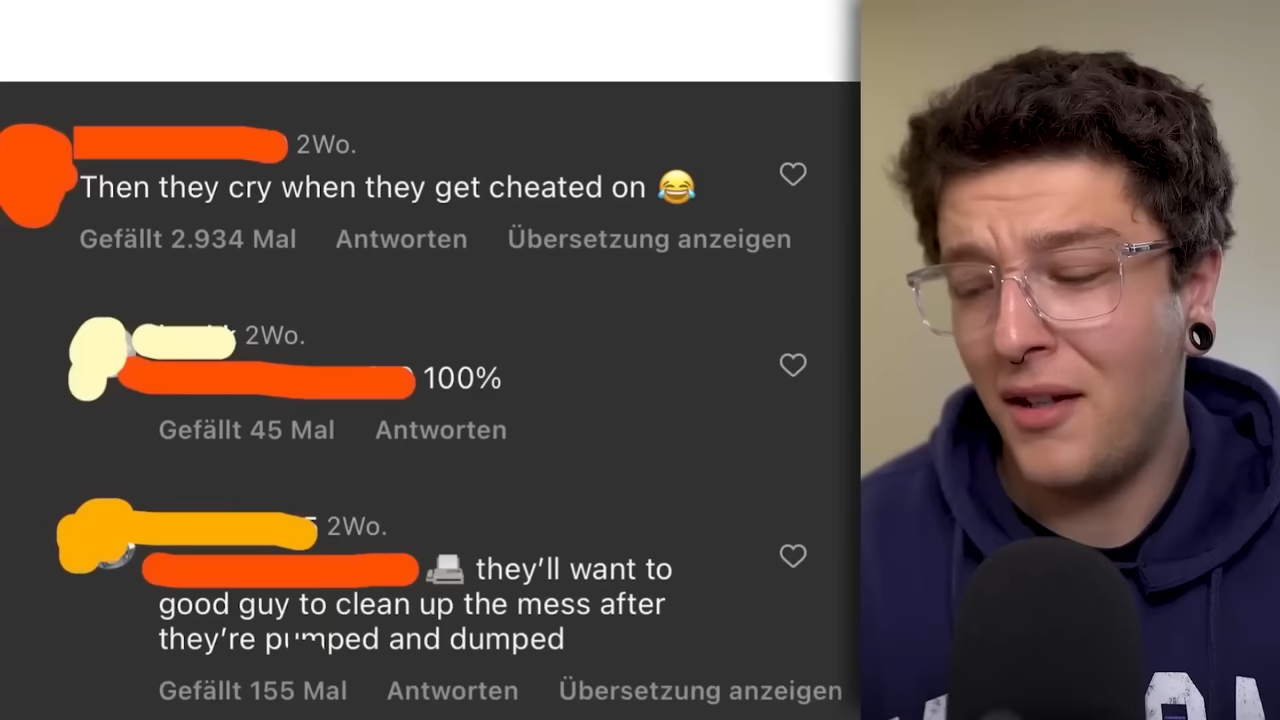 2Wo.
Then they cry when they get cheated on 😂
Gefällt 2.934 Mal Antworten Übersetzung anzeigen
2Wo.
100%
Gefällt 45 Mal Antworten
2Wo.
📠 they'll want to
good guy to clean up the mess after
they're pumped and dumped
Gefällt 155 Mal Antworten Übersetzung anzeigen